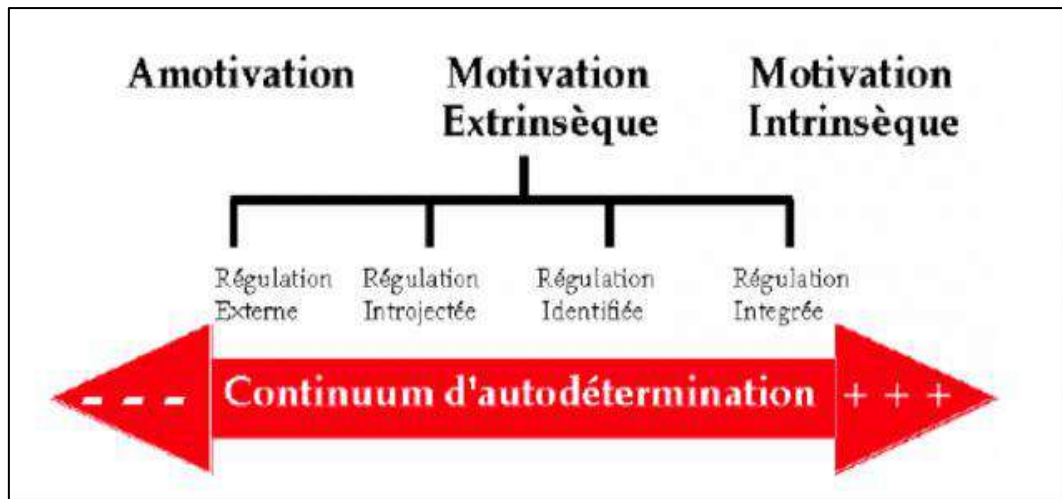 Amotivation
Motivation
Extrinsèque
Motivation
Intrinsèque
Régulation
Externe
Régulation
Introjectée
Régulation
Identifiée
Régulation
Integrée
- - - Continuum d'autodétermination + + +